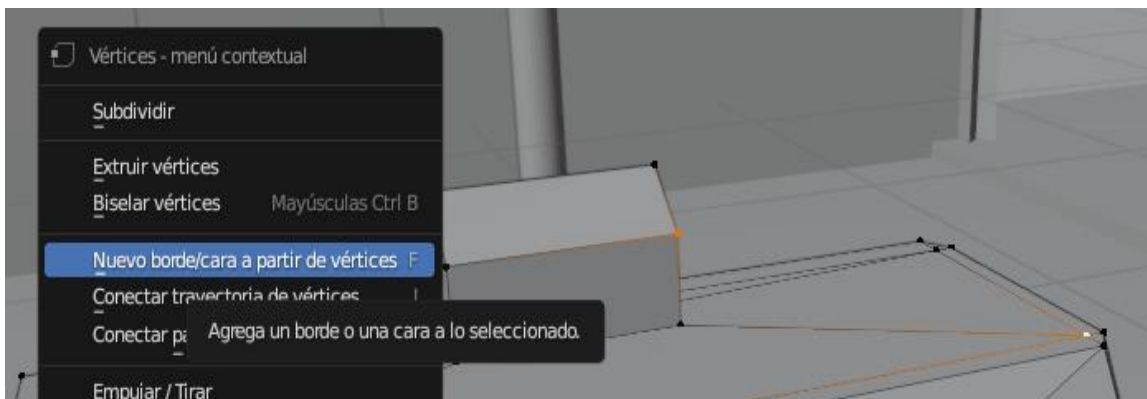 Vértices - menú contextual
Subdividir
Extruir vértices
Biselar vértices Mayúsculas Ctrl B
Nuevo borde/cara a partir de vértices F
Conectar trayectoria de vértices J
Conectar
Agrega un borde o una cara a lo seleccionado.
Empujar / Tirar